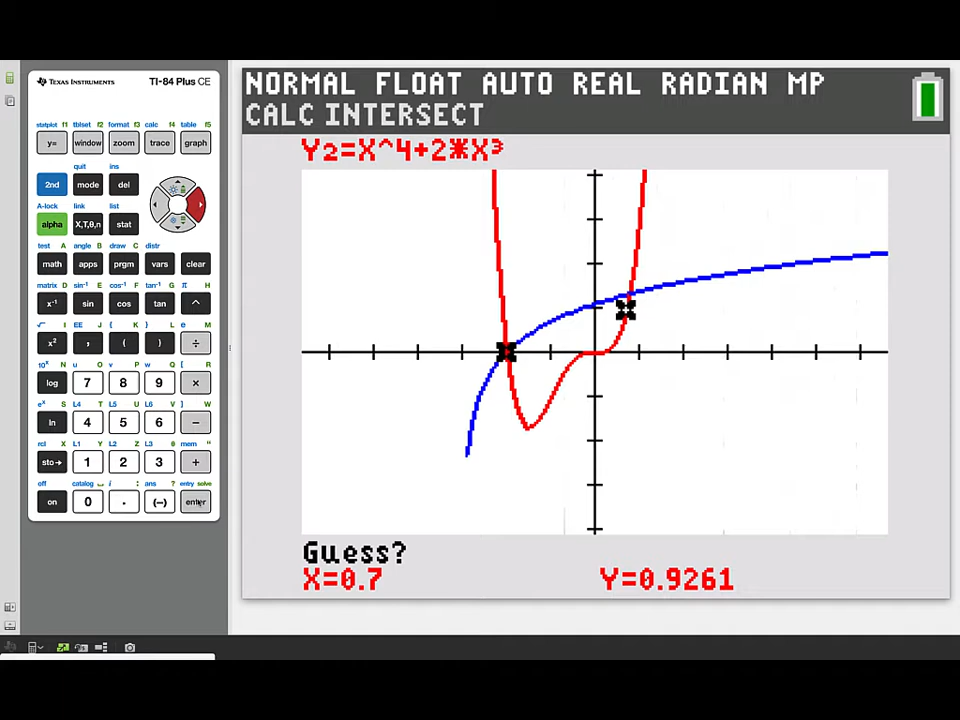 TEXAS INSTRUMENTS TI-84 Plus CE
statplot f1 tblset f2 format f3 calc f4 table f5
y= window zoom trace graph
quit ins
2nd mode del
A-lock link list
alpha X,T,θ,n stat
test A angle B draw C distr
math apps prgm vars clear
matrix D sin⁻¹ E cos⁻¹ F tan⁻¹ G π H
x⁻¹ sin cos tan ^
√ I EE J { K } L e M
x² , ( ) ÷
10ˣ N u O v P w Q [ R
log 7 8 9 ×
eˣ S L4 T L5 U L6 V ] W
ln 4 5 6 −
rcl X L1 Y L2 Z L3 θ mem "
sto→ 1 2 3 +
off catalog i : ans ? entry solve
on 0 . (−) enter
NORMAL FLOAT AUTO REAL RADIAN MP
CALC INTERSECT
Y2=X^4+2*X³
Guess?
X=0.7 Y=0.9261